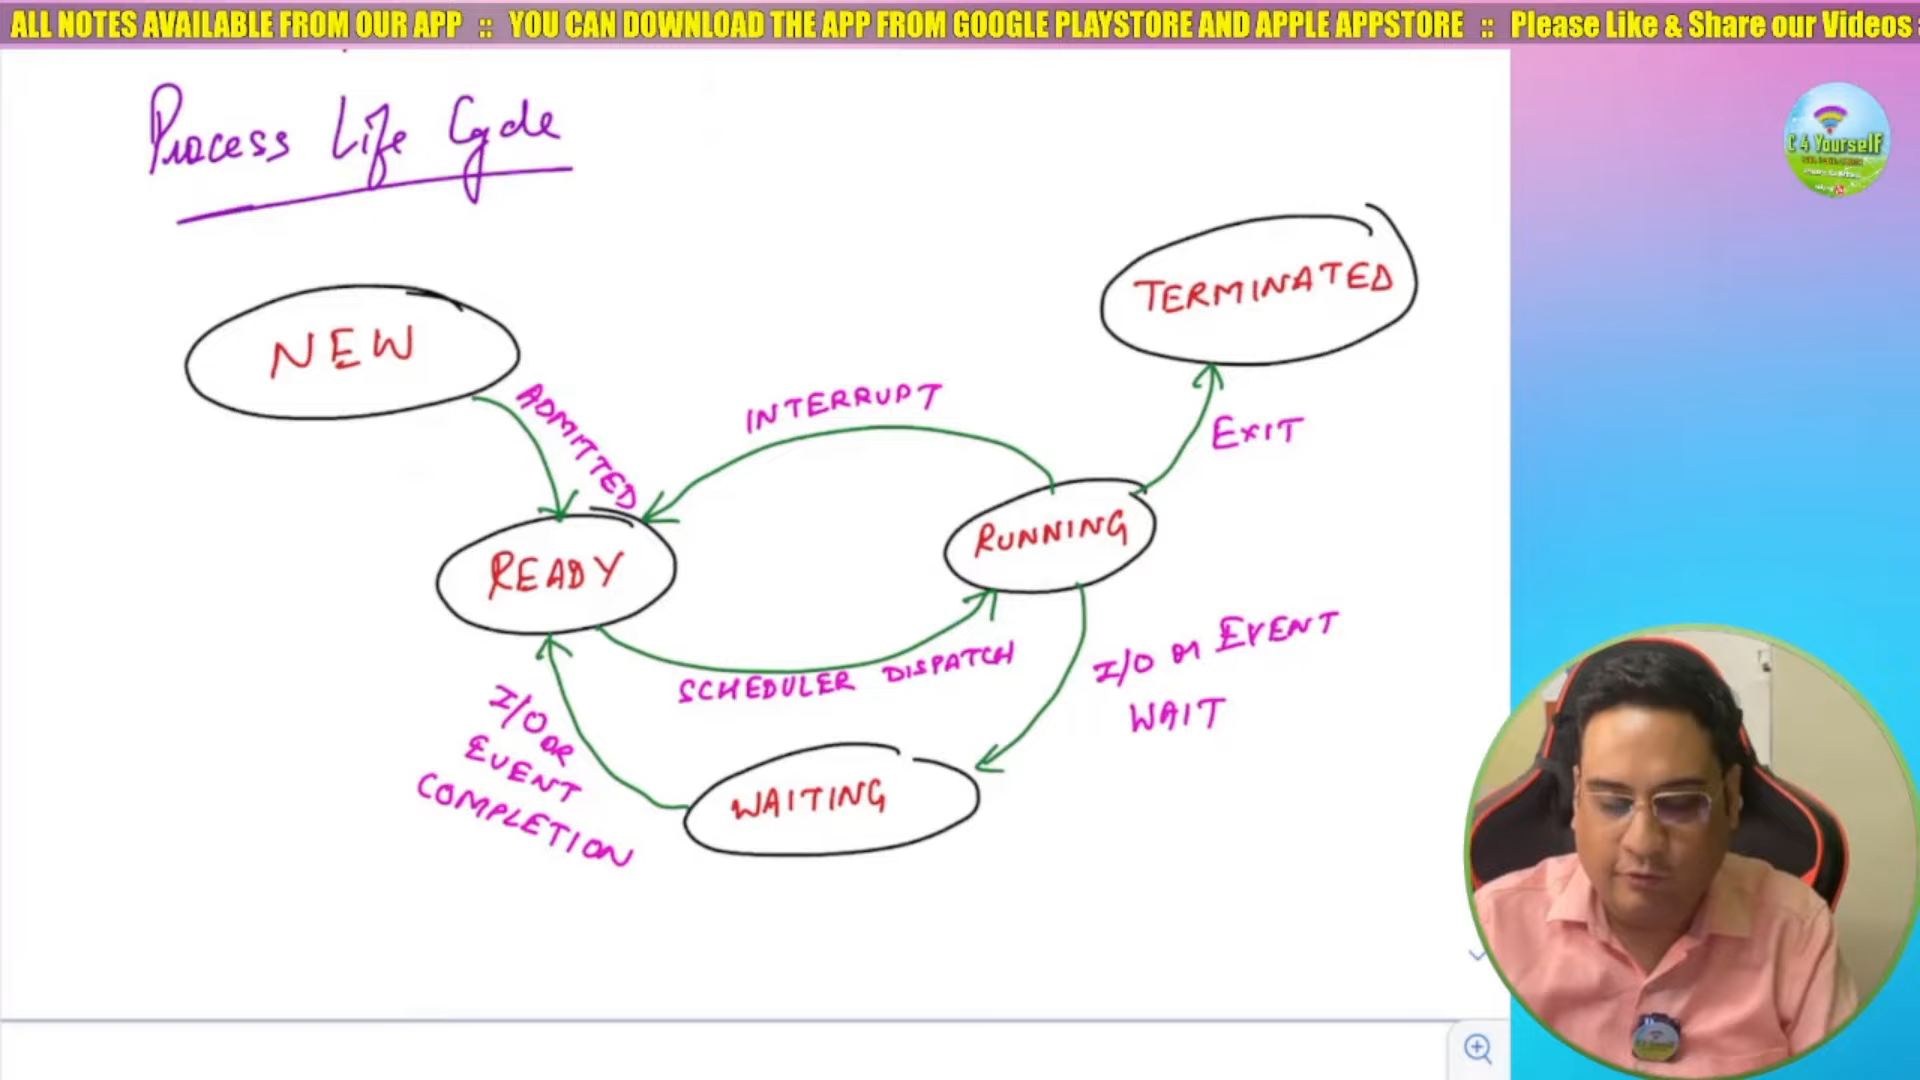 ALL NOTES AVAILABLE FROM OUR APP :: YOU CAN DOWNLOAD THE APP FROM GOOGLE PLAYSTORE AND APPLE APPSTORE :: Please Like & Share our Videos :
Process Life Cycle
C 4 Yourself
TERMINATED
NEW
ADMITTED
INTERRUPT
EXIT
READY
RUNNING
SCHEDULER DISPATCH
I/O or EVENT
WAIT
I/O OR
EVENT
COMPLETION
WAITING